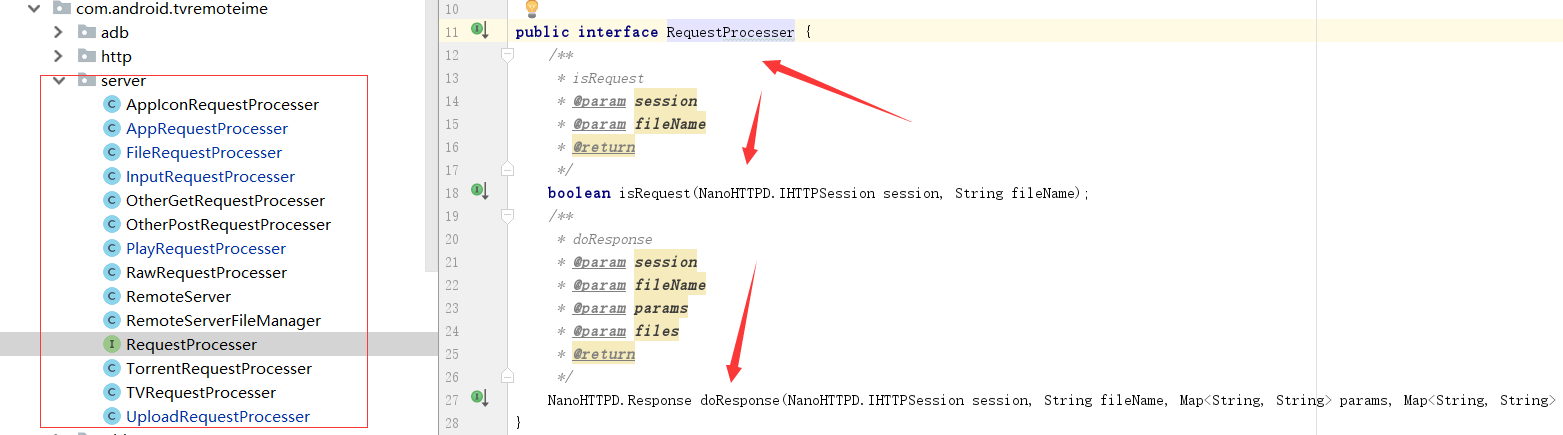 com.android.tvremoteime
adb
http
server
AppIconRequestProcesser
AppRequestProcesser
FileRequestProcesser
InputRequestProcesser
OtherGetRequestProcesser
OtherPostRequestProcesser
PlayRequestProcesser
RawRequestProcesser
RemoteServer
RemoteServerFileManager
RequestProcesser
TorrentRequestProcesser
TVRequestProcesser
UploadRequestProcesser
10
11 public interface RequestProcesser {
12 /**
13 * isRequest
14 * @param session
15 * @param fileName
16 * @return
17 */
18 boolean isRequest(NanoHTTPD.IHTTPSession session, String fileName);
19 /**
20 * doResponse
21 * @param session
22 * @param fileName
23 * @param params
24 * @param files
25 * @return
26 */
27 NanoHTTPD.Response doResponse(NanoHTTPD.IHTTPSession session, String fileName, Map<String, String> params, Map<String, String>
28 }